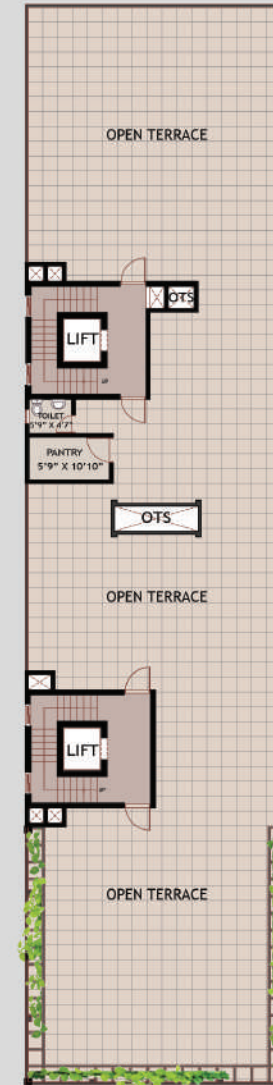 OPEN TERRACE
OTS
LIFT
TOILET
5'9" X 4'7"
PANTRY
5'9" X 10'10"
OTS
OPEN TERRACE
LIFT
OPEN TERRACE